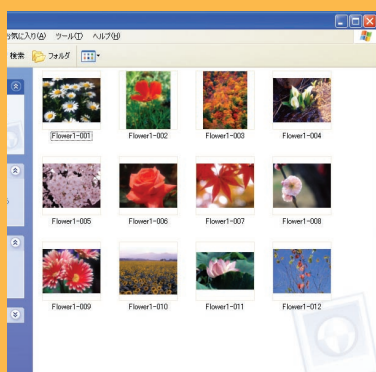 お気に入り(A) ツール(T) ヘルプ(H)
検索 フォルダ
Flower1-001 Flower1-002 Flower1-003 Flower1-004
Flower1-005 Flower1-006 Flower1-007 Flower1-008
Flower1-009 Flower1-010 Flower1-011 Flower1-012